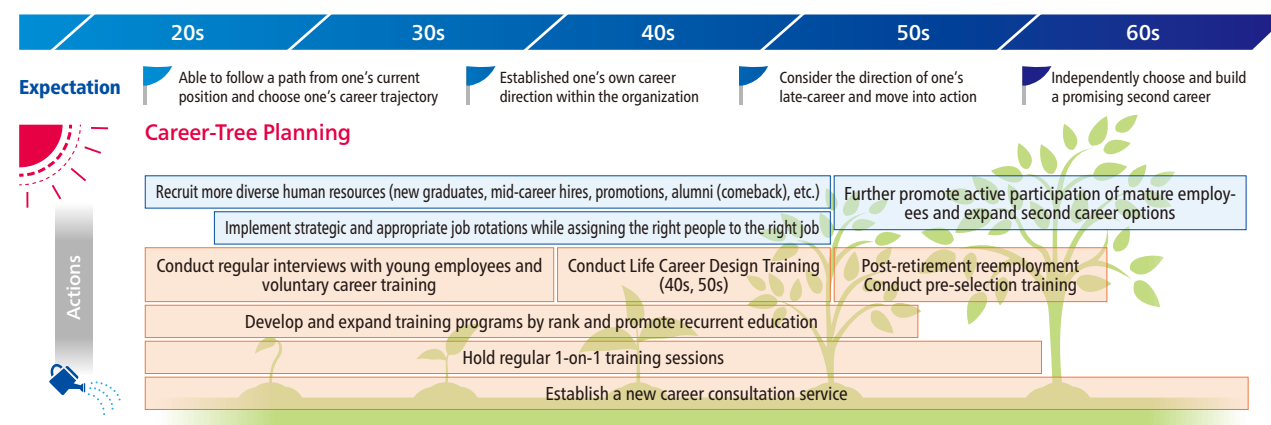 20s
30s
40s
50s
60s
Expectation
Able to follow a path from one's current
position and choose one's career trajectory
Established one's own career
direction within the organization
Consider the direction of one's
late-career and move into action
Independently choose and build
a promising second career
Career-Tree Planning
Actions
Recruit more diverse human resources (new graduates, mid-career hires, promotions, alumni (comeback), etc.)
Further promote active participation of mature employ-
ees and expand second career options
Implement strategic and appropriate job rotations while assigning the right people to the right job
Conduct regular interviews with young employees and
voluntary career training
Conduct Life Career Design Training
(40s, 50s)
Post-retirement reemployment
Conduct pre-selection training
Develop and expand training programs by rank and promote recurrent education
Hold regular 1-on-1 training sessions
Establish a new career consultation service